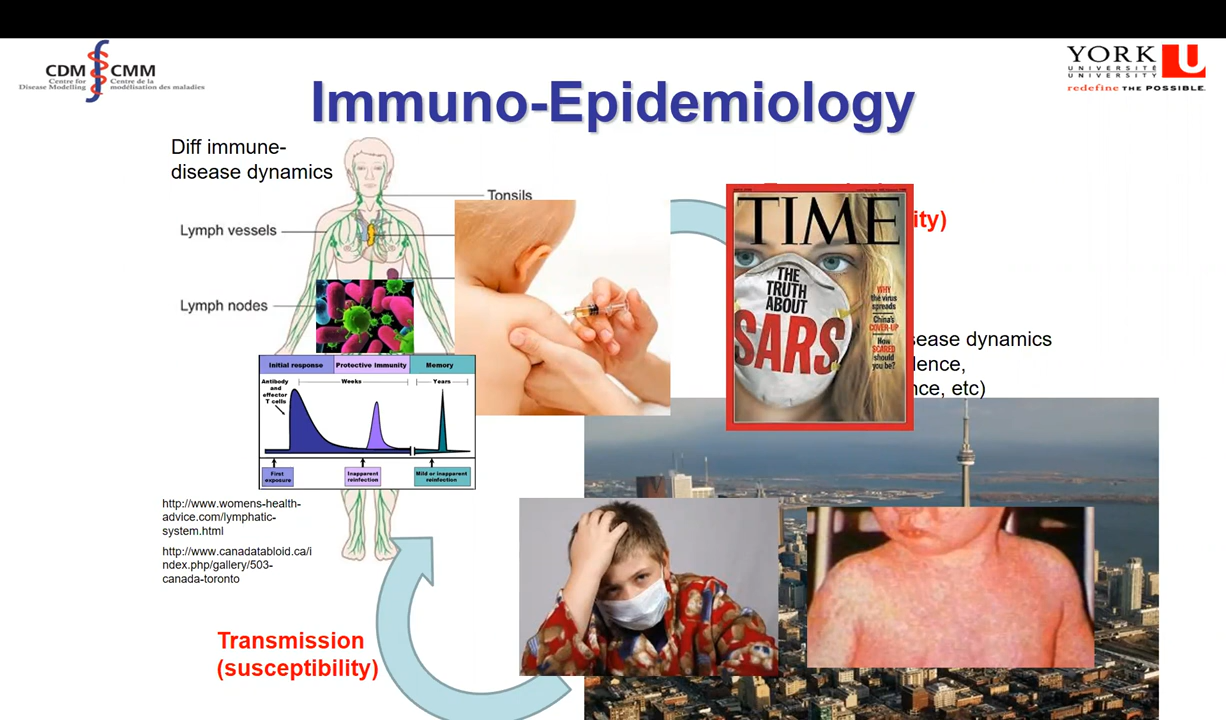 CDM CMM
Centre for Centre de la
Disease Modelling modélisation des maladies
YORK U
UNIVERSITÉ
UNIVERSITY
redefine THE POSSIBLE.
Immuno-Epidemiology
Diff immune-
disease dynamics
Tonsils
Lymph vessels
Lymph nodes
ity)
TIME
THE
TRUTH
ABOUT
SARS
WHY
the virus
spreads
China's
COVER-UP
How
SCARED
should
you be?
sease dynamics
lence,
nce, etc)
Initial response Protective Immunity Memory
Antibody
and
effector
T cells
Weeks Years
First
exposure
Inapparent
reinfection
Mild or inapparent
reinfection
http://www.womens-health-
advice.com/lymphatic-
system.html
http://www.canadatabloid.ca/i
ndex.php/gallery/503-
canada-toronto
Transmission
(susceptibility)